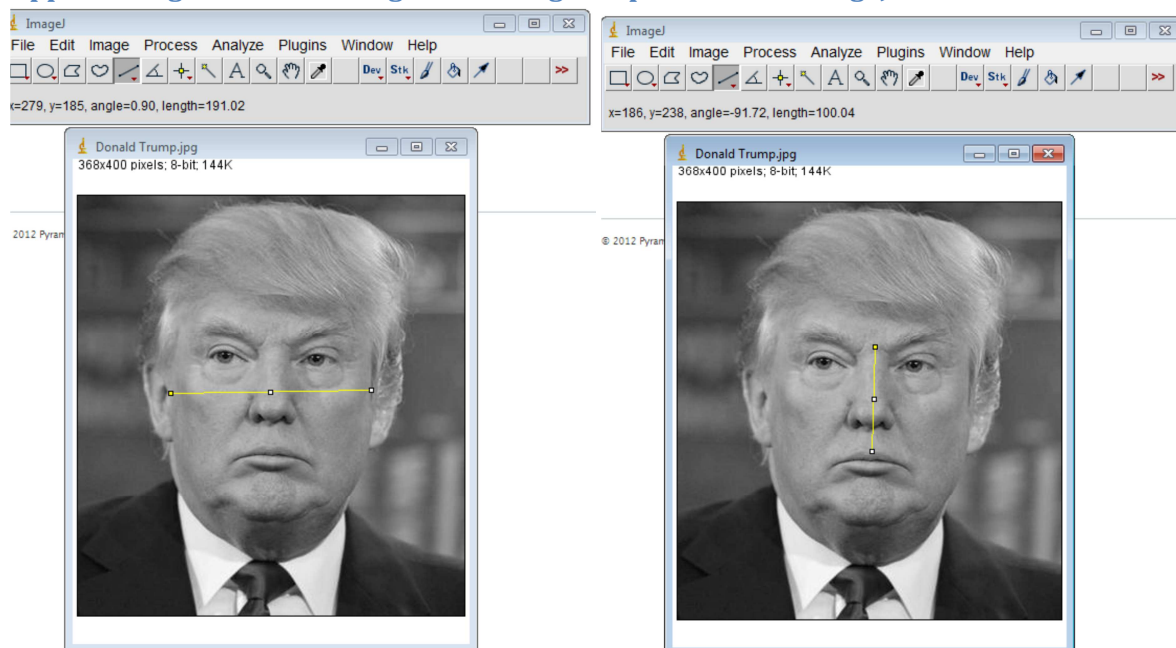 ImageJ
File Edit Image Process Analyze Plugins Window Help
A Dev Stk >>
x=279, y=185, angle=0.90, length=191.02
Donald Trump.jpg
368x400 pixels; 8-bit; 144K
2012 Pyram
ImageJ
File Edit Image Process Analyze Plugins Window Help
A Dev Stk >>
x=186, y=238, angle=-91.72, length=100.04
Donald Trump.jpg
368x400 pixels; 8-bit; 144K
© 2012 Pyram